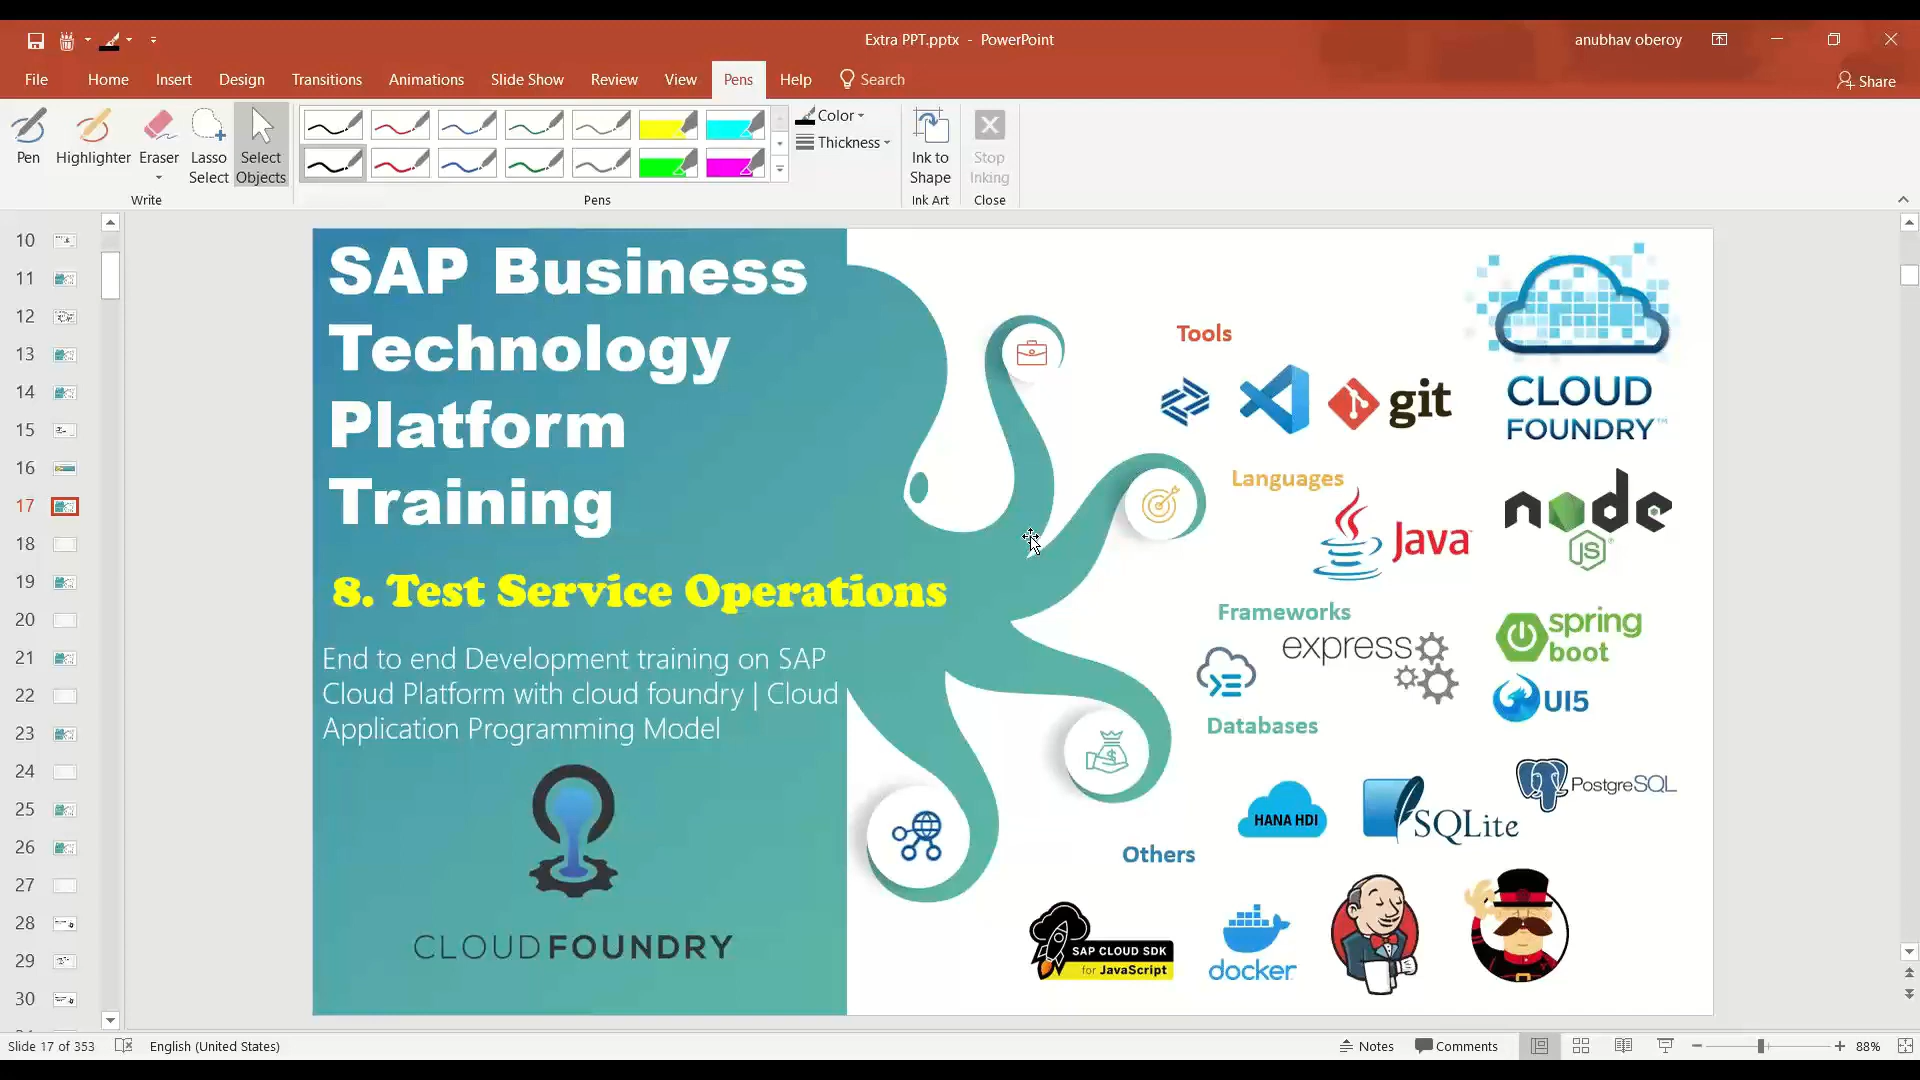 Extra PPT.pptx - PowerPoint
anubhav oberoy
File Home Insert Design Transitions Animations Slide Show Review View Pens Help Search
Share
Pen Highlighter Eraser Lasso Select Select Objects
Color
Thickness
Ink to Shape
Stop Inking
Write Pens Ink Art Close
10
11
12
13
14
15
16
17
18
19
20
21
22
23
24
25
26
27
28
29
30
SAP Business
Technology
Platform
Training
8. Test Service Operations
End to end Development training on SAP
Cloud Platform with cloud foundry | Cloud
Application Programming Model
CLOUDFOUNDRY
Tools
git
CLOUD
FOUNDRY™
Languages
Java
node
JS
Frameworks
express
spring
boot
UI5
Databases
HANA HDI
SQLite
PostgreSQL
Others
SAP CLOUD SDK
for JavaScript
docker
Slide 17 of 353
English (United States)
Notes
Comments
88%